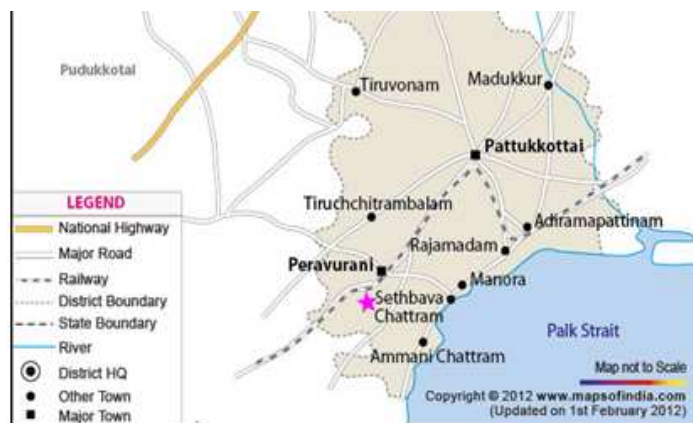 Pudukkotai
Tiruvonam
Madukkur
Pattukkottai
Tiruchchitrambalam
Adiramapattinam
Rajamadam
Peravurani
Manora
Sethbava
Chattram
Ammani Chattram
Palk Strait
LEGEND
National Highway
Major Road
Railway
District Boundary
State Boundary
River
District HQ
Other Town
Major Town
Map not to Scale
Copyright © 2012 www.mapsofindia.com
(Updated on 1st February 2012)